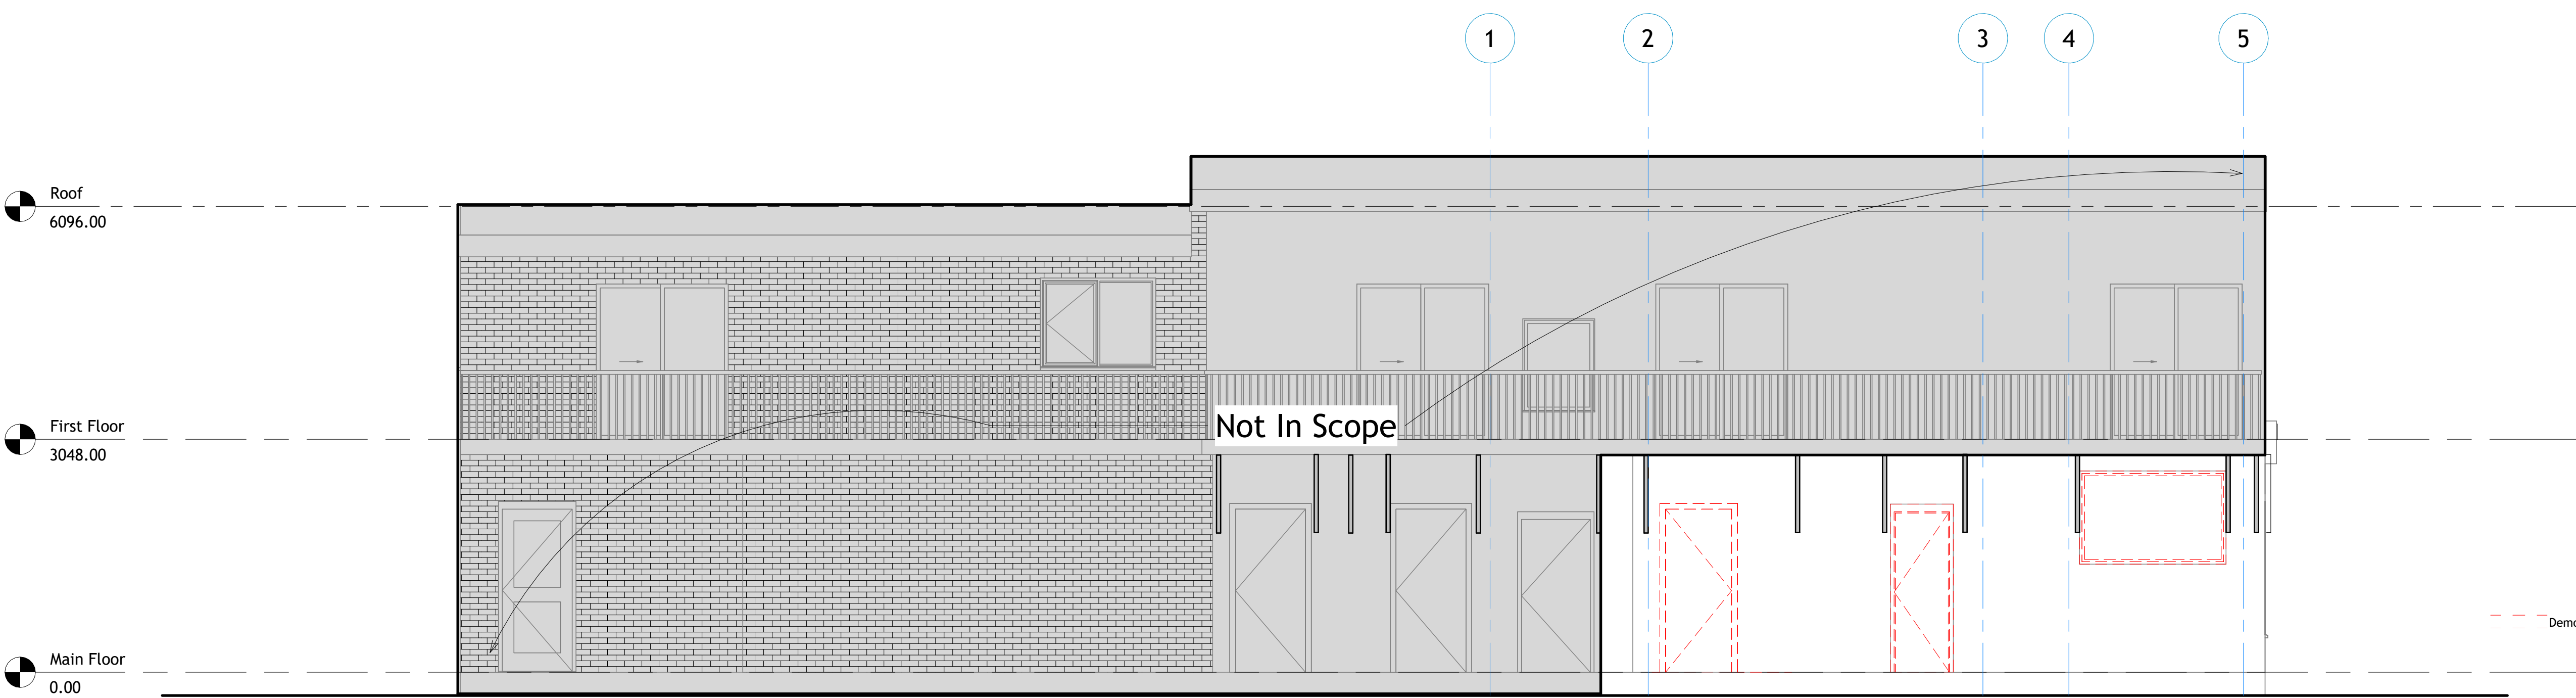 1 2 3 4 5
Roof
6096.00
First Floor
3048.00
Not In Scope
Main Floor
0.00
Demo